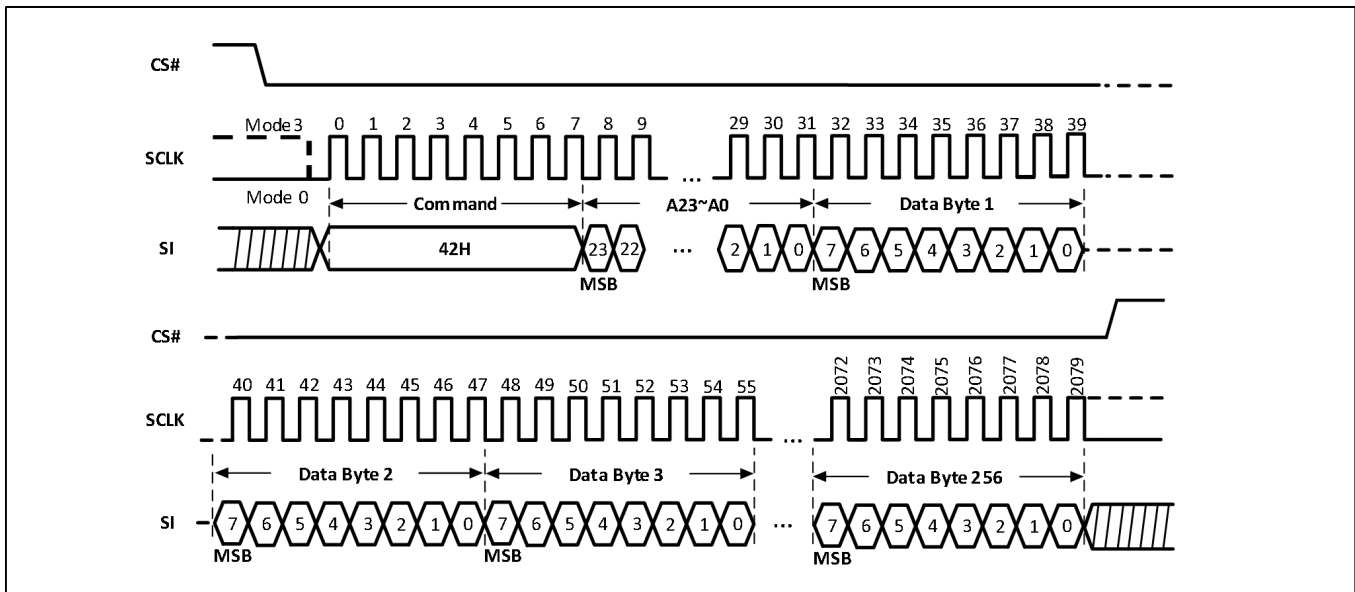 CS#
Mode 3 0 1 2 3 4 5 6 7 8 9 29 30 31 32 33 34 35 36 37 38 39
SCLK ...
Mode 0 Command A23~A0 Data Byte 1
SI 42H 23 22 ... 2 1 0 7 6 5 4 3 2 1 0
MSB MSB
CS#
40 41 42 43 44 45 46 47 48 49 50 51 52 53 54 55 2072 2073 2074 2075 2076 2077 2078 2079
SCLK ...
Data Byte 2 Data Byte 3 Data Byte 256
SI 7 6 5 4 3 2 1 0 7 6 5 4 3 2 1 0 ... 7 6 5 4 3 2 1 0
MSB MSB MSB